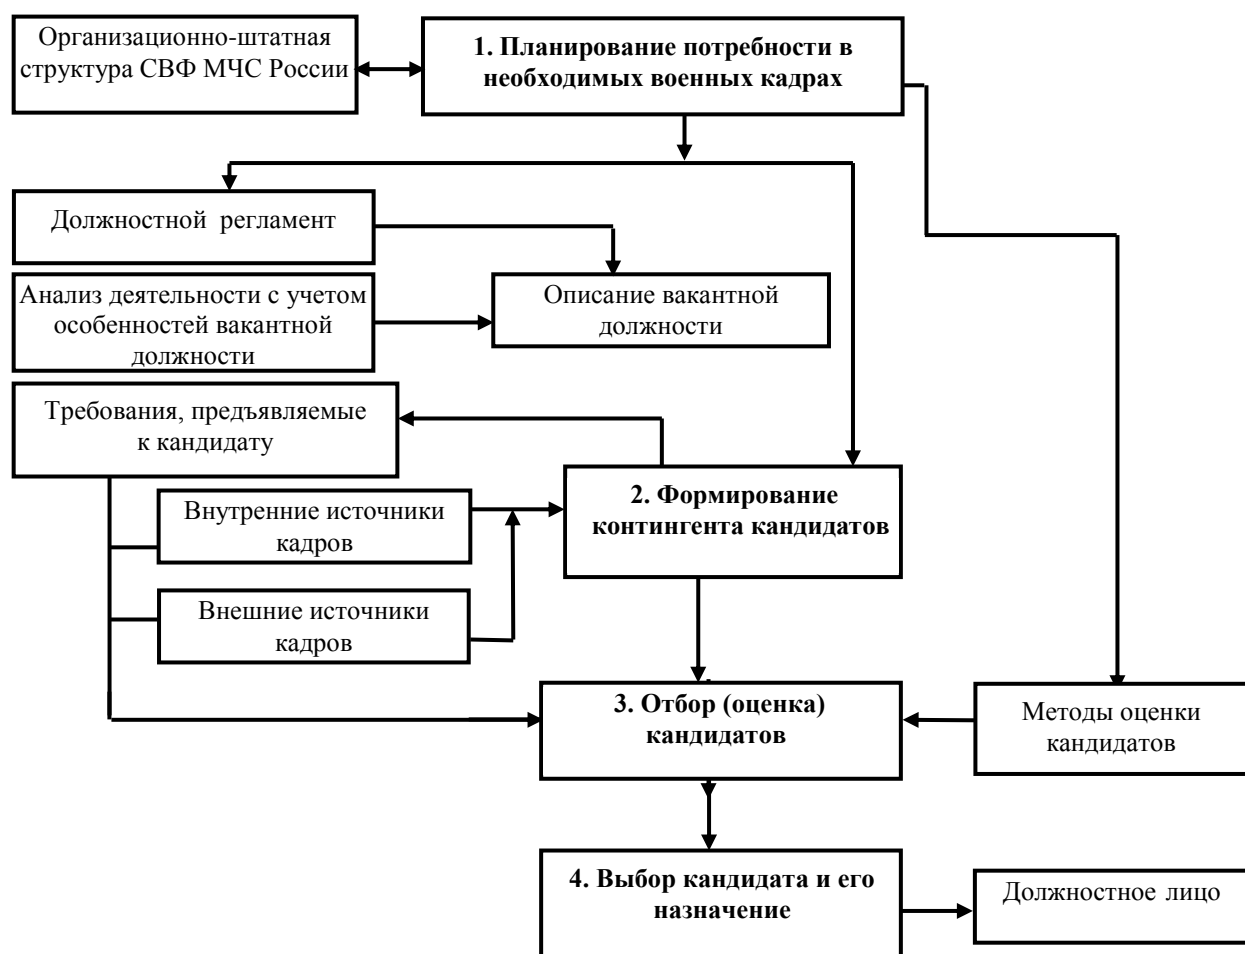 Организационно-штатная
структура СВФ МЧС России
1. Планирование потребности в
необходимых военных кадрах
Должностной регламент
Анализ деятельности с учетом
особенностей вакантной
должности
Описание вакантной
должности
Требования, предъявляемые
к кандидату
2. Формирование
контингента кандидатов
Внутренние источники
кадров
Внешние источники
кадров
3. Отбор (оценка)
кандидатов
Методы оценки
кандидатов
4. Выбор кандидата и его
назначение
Должностное лицо